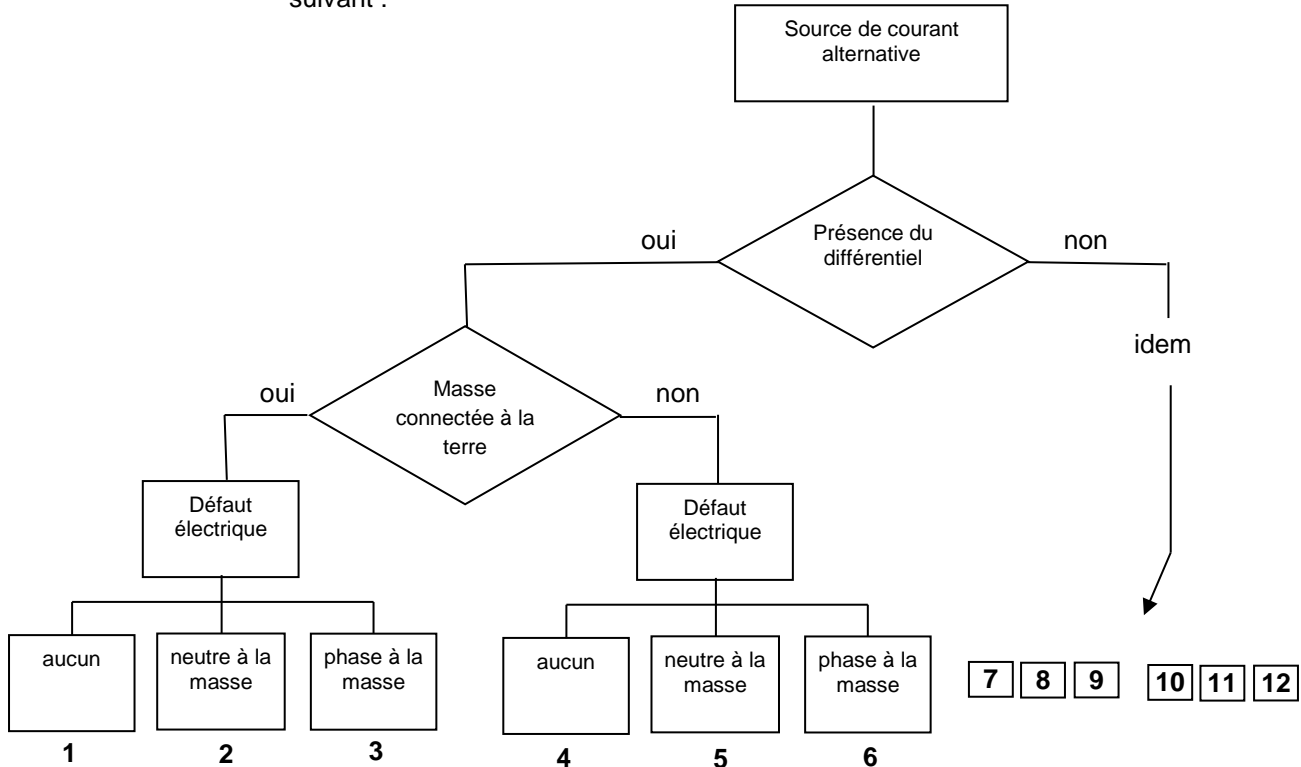 suivant :
Source de courant
alternative
Présence du
différentiel
oui
non
idem
Masse
connectée à la
terre
oui
non
Défaut
électrique
Défaut
électrique
aucun
neutre à la
masse
phase à la
masse
aucun
neutre à la
masse
phase à la
masse
7 8 9 10 11 12
1 2 3 4 5 6